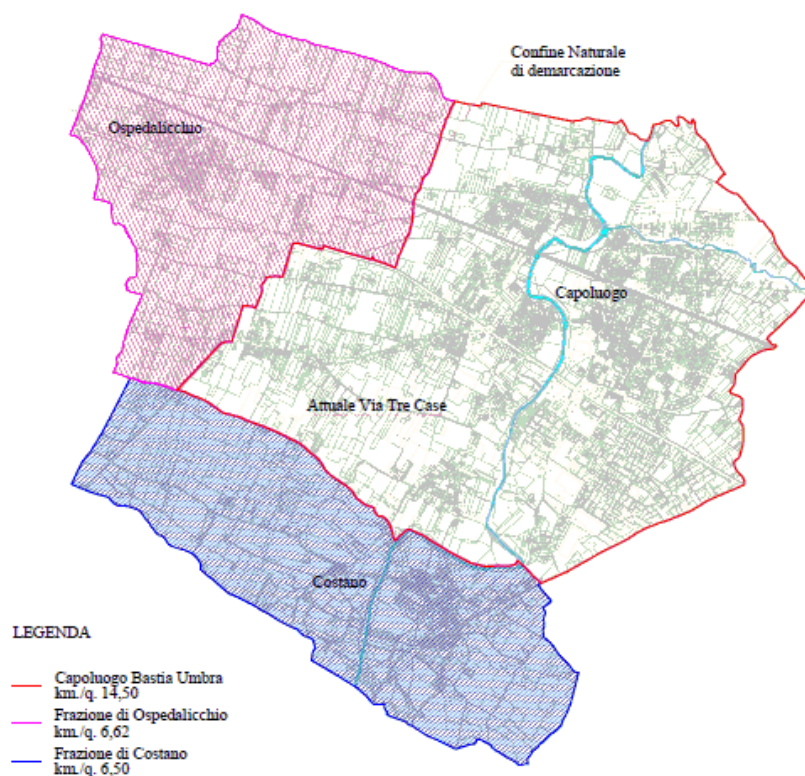 Confine Naturale
di demarcazione
Ospedalicchio
Capoluogo
Attuale Via Tre Case
Costano
LEGENDA
Capoluogo Bastia Umbra
km./q. 14,50
Frazione di Ospedalicchio
km./q. 6,62
Frazione di Costano
km./q. 6,50